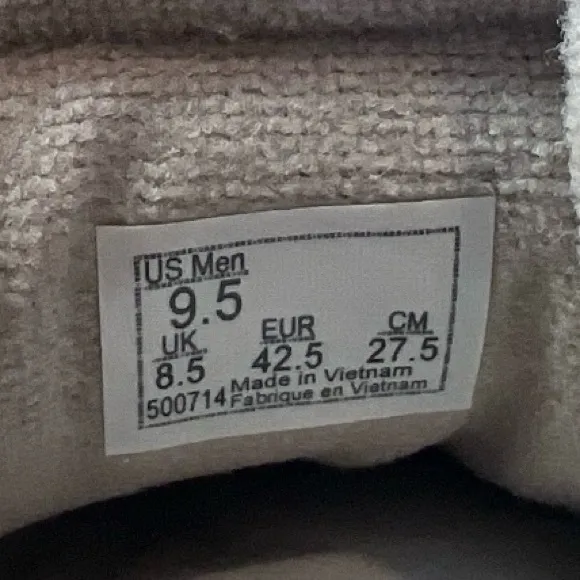 US Men
9.5
UK EUR CM
8.5 42.5 27.5
Made in Vietnam
500714 Fabrique en Vietnam